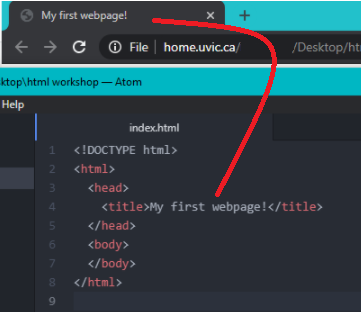 My first webpage!
File home.uvic.ca/ /Desktop/ht
ktop\html workshop — Atom
Help
index.html
1 <!DOCTYPE html>
2 <html>
3 <head>
4 <title>My first webpage!</title>
5 </head>
6 <body>
7 </body>
8 </html>
9